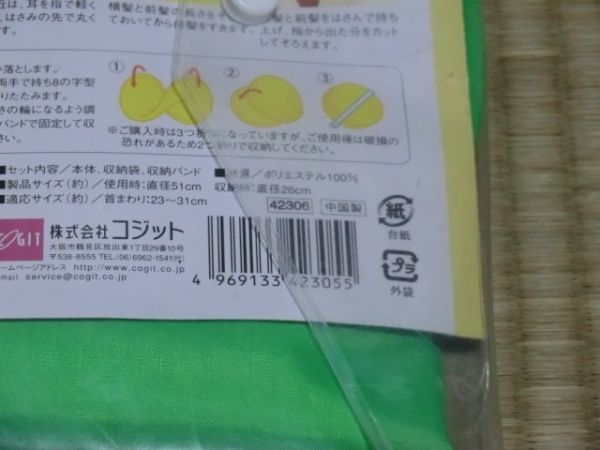 近は、耳を指で軽く
はさみの先で丸く
横髪と前髪の長さをそ
てから後髪をすきます。
髪と前髪をはさんで持ち
上げ、指から出た分をカット
してそろえます。
落とします。
両手で持ち8の字型
りたたみます。
さの輪になるよう調
バンドで固定して収
① ② ③
※ご購入時は3つ折りになっていますが、ご使用後は破損の
恐れがあるため2つ折りで収納してください。
■セット内容／本体、収納袋、収納バンド
■製品サイズ（約）／使用時：直径51cm
■適応サイズ（約）／首まわり：23～31cm
／ポリエステル100％
収納時：直径26cm
42306 中国製
COGIT 株式会社コジット
大阪市鶴見区放出東1丁目29番10号
〒538-8555 TEL(06)6962-1541(代)
ームページアドレス http://www.cogit.co.jp
mail service@cogit.co.jp
4 969133 423055
紙
台紙
プラ
外袋